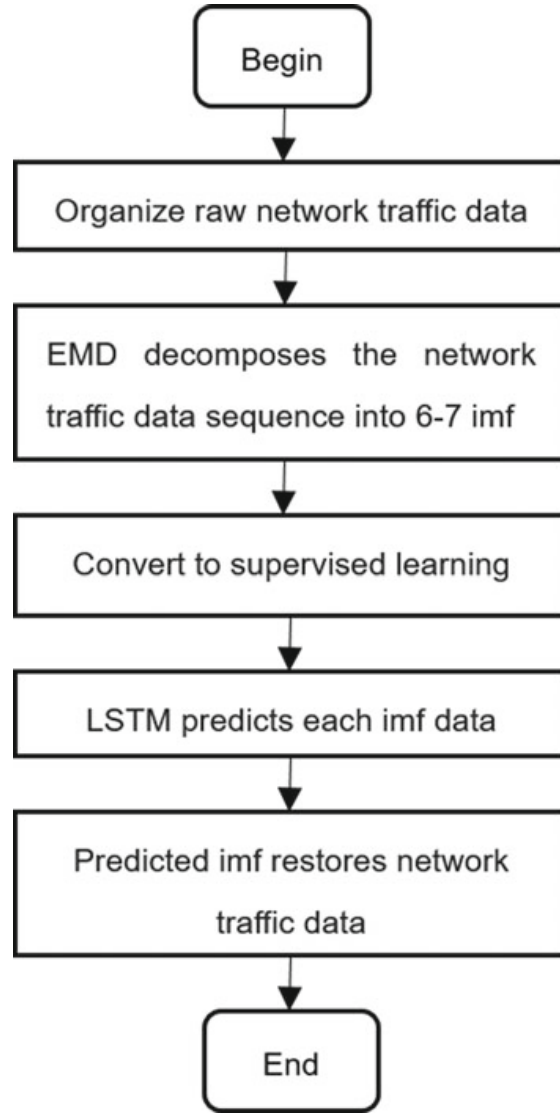 Begin
Organize raw network traffic data
EMD decomposes the network
traffic data sequence into 6-7 imf
Convert to supervised learning
LSTM predicts each imf data
Predicted imf restores network
traffic data
End